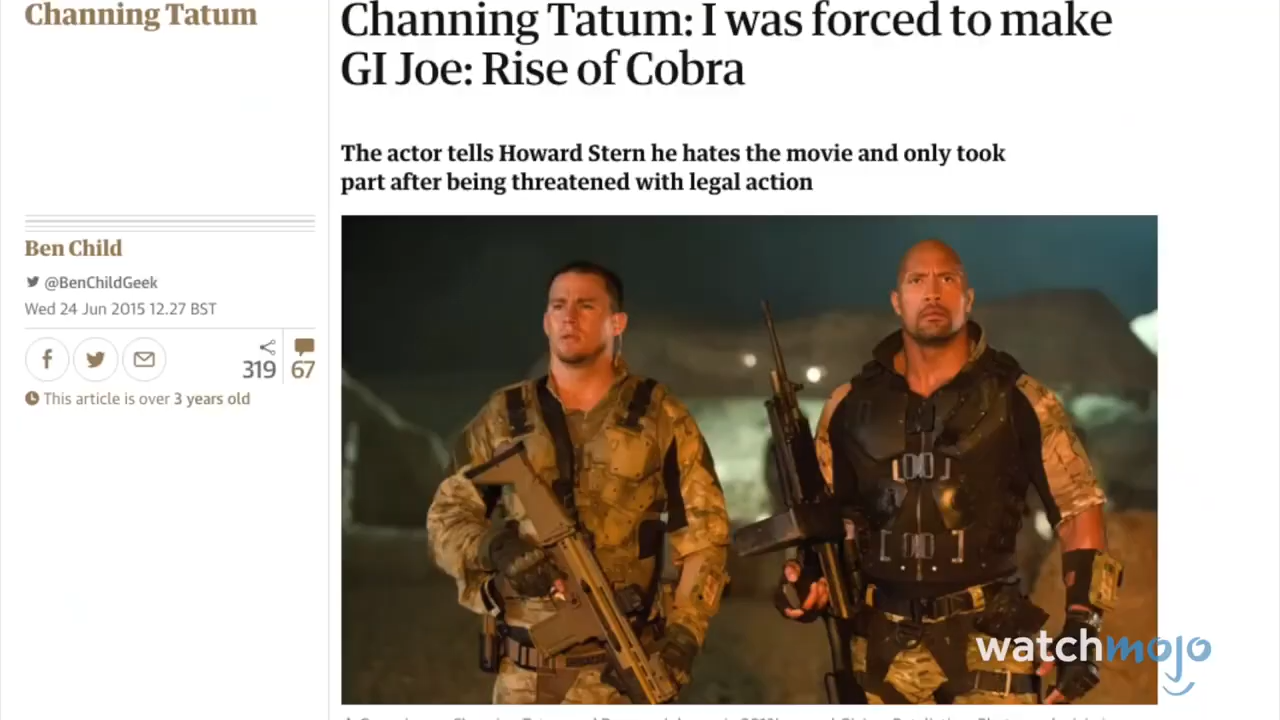 Channing Tatum
Channing Tatum: I was forced to make
GI Joe: Rise of Cobra
The actor tells Howard Stern he hates the movie and only took
part after being threatened with legal action
Ben Child
@BenChildGeek
Wed 24 Jun 2015 12.27 BST
319
67
This article is over 3 years old
watchmojo